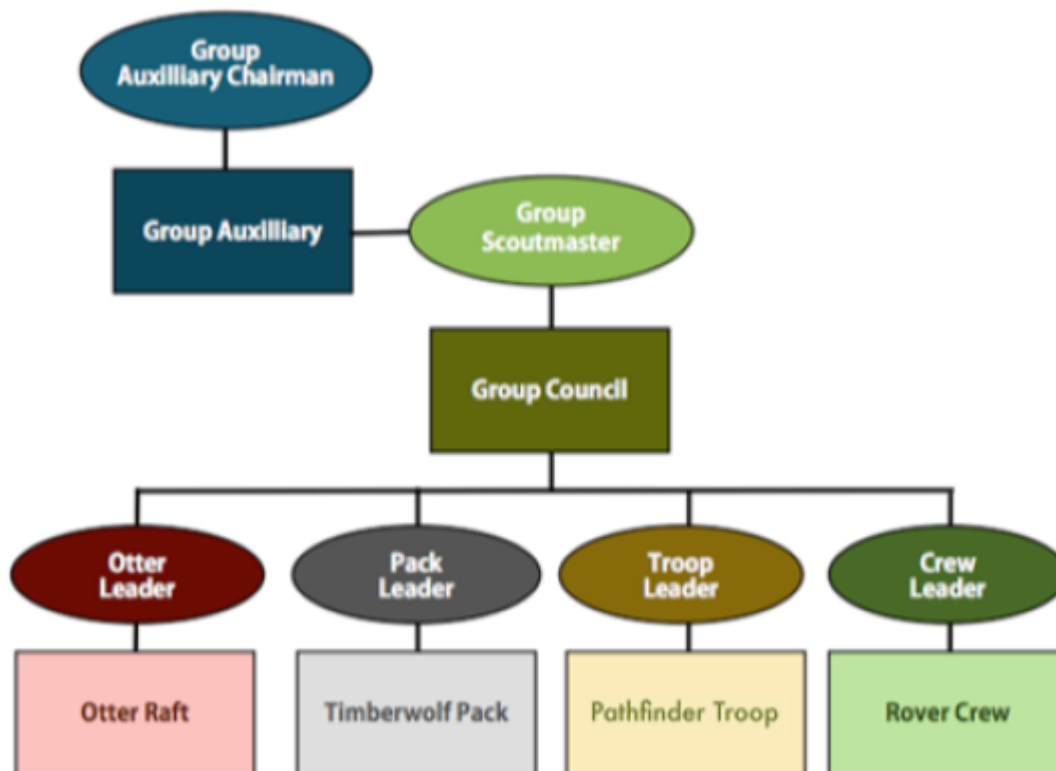 Group
Auxilliary Chairman
Group Auxilliary
Group
Scoutmaster
Group Council
Otter
Leader
Pack
Leader
Troop
Leader
Crew
Leader
Otter Raft
Timberwolf Pack
Pathfinder Troop
Rover Crew